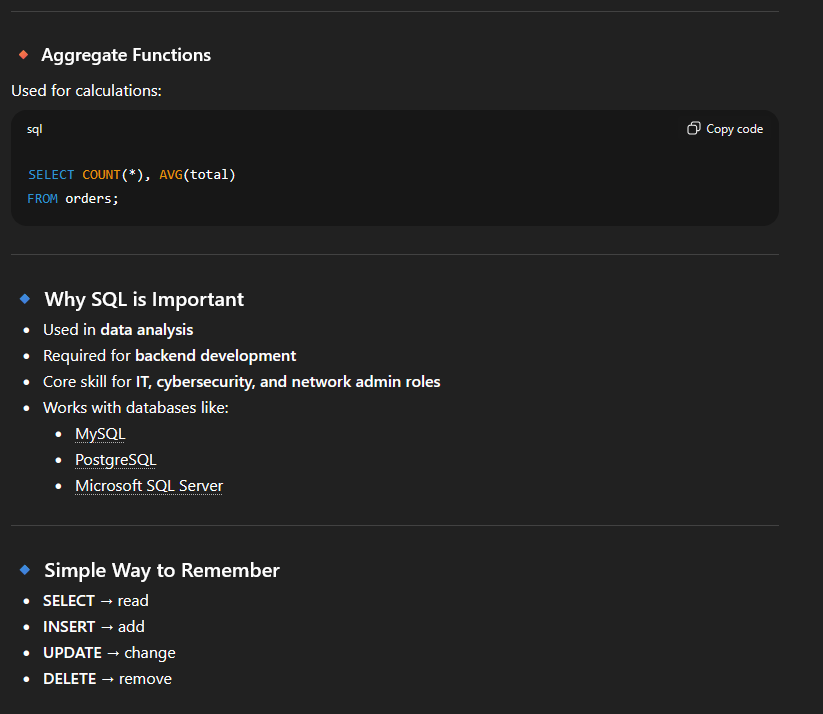 Aggregate Functions
Used for calculations:
sql
Copy code
SELECT COUNT(*), AVG(total)
FROM orders;
Why SQL is Important
Used in data analysis
Required for backend development
Core skill for IT, cybersecurity, and network admin roles
Works with databases like:
MySQL
PostgreSQL
Microsoft SQL Server
Simple Way to Remember
SELECT → read
INSERT → add
UPDATE → change
DELETE → remove